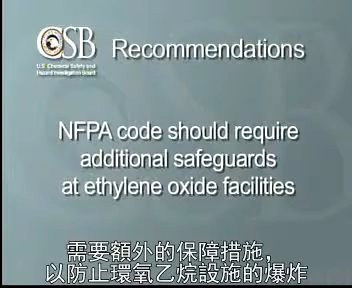 CSB
U.S. Chemical Safety and
Hazard Investigation Board
Recommendations
NFPA code should require
additional safeguards
at ethylene oxide facilities
需要額外的保障措施，
以防止環氧乙烷設施的爆炸